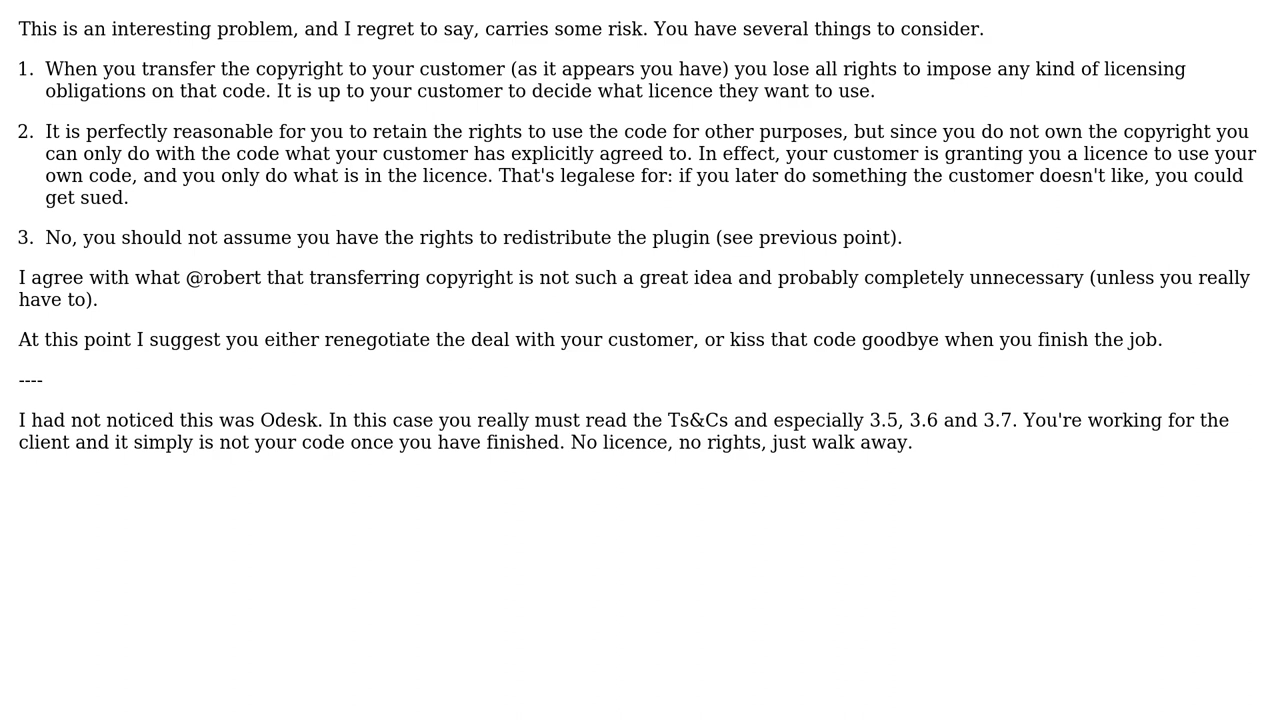 This is an interesting problem, and I regret to say, carries some risk. You have several things to consider.
1. When you transfer the copyright to your customer (as it appears you have) you lose all rights to impose any kind of licensing
obligations on that code. It is up to your customer to decide what licence they want to use.
2. It is perfectly reasonable for you to retain the rights to use the code for other purposes, but since you do not own the copyright you
can only do with the code what your customer has explicitly agreed to. In effect, your customer is granting you a licence to use your
own code, and you only do what is in the licence. That's legalese for: if you later do something the customer doesn't like, you could
get sued.
3. No, you should not assume you have the rights to redistribute the plugin (see previous point).
I agree with what @robert that transferring copyright is not such a great idea and probably completely unnecessary (unless you really
have to).
At this point I suggest you either renegotiate the deal with your customer, or kiss that code goodbye when you finish the job.
----
I had not noticed this was Odesk. In this case you really must read the Ts&Cs and especially 3.5, 3.6 and 3.7. You're working for the
client and it simply is not your code once you have finished. No licence, no rights, just walk away.